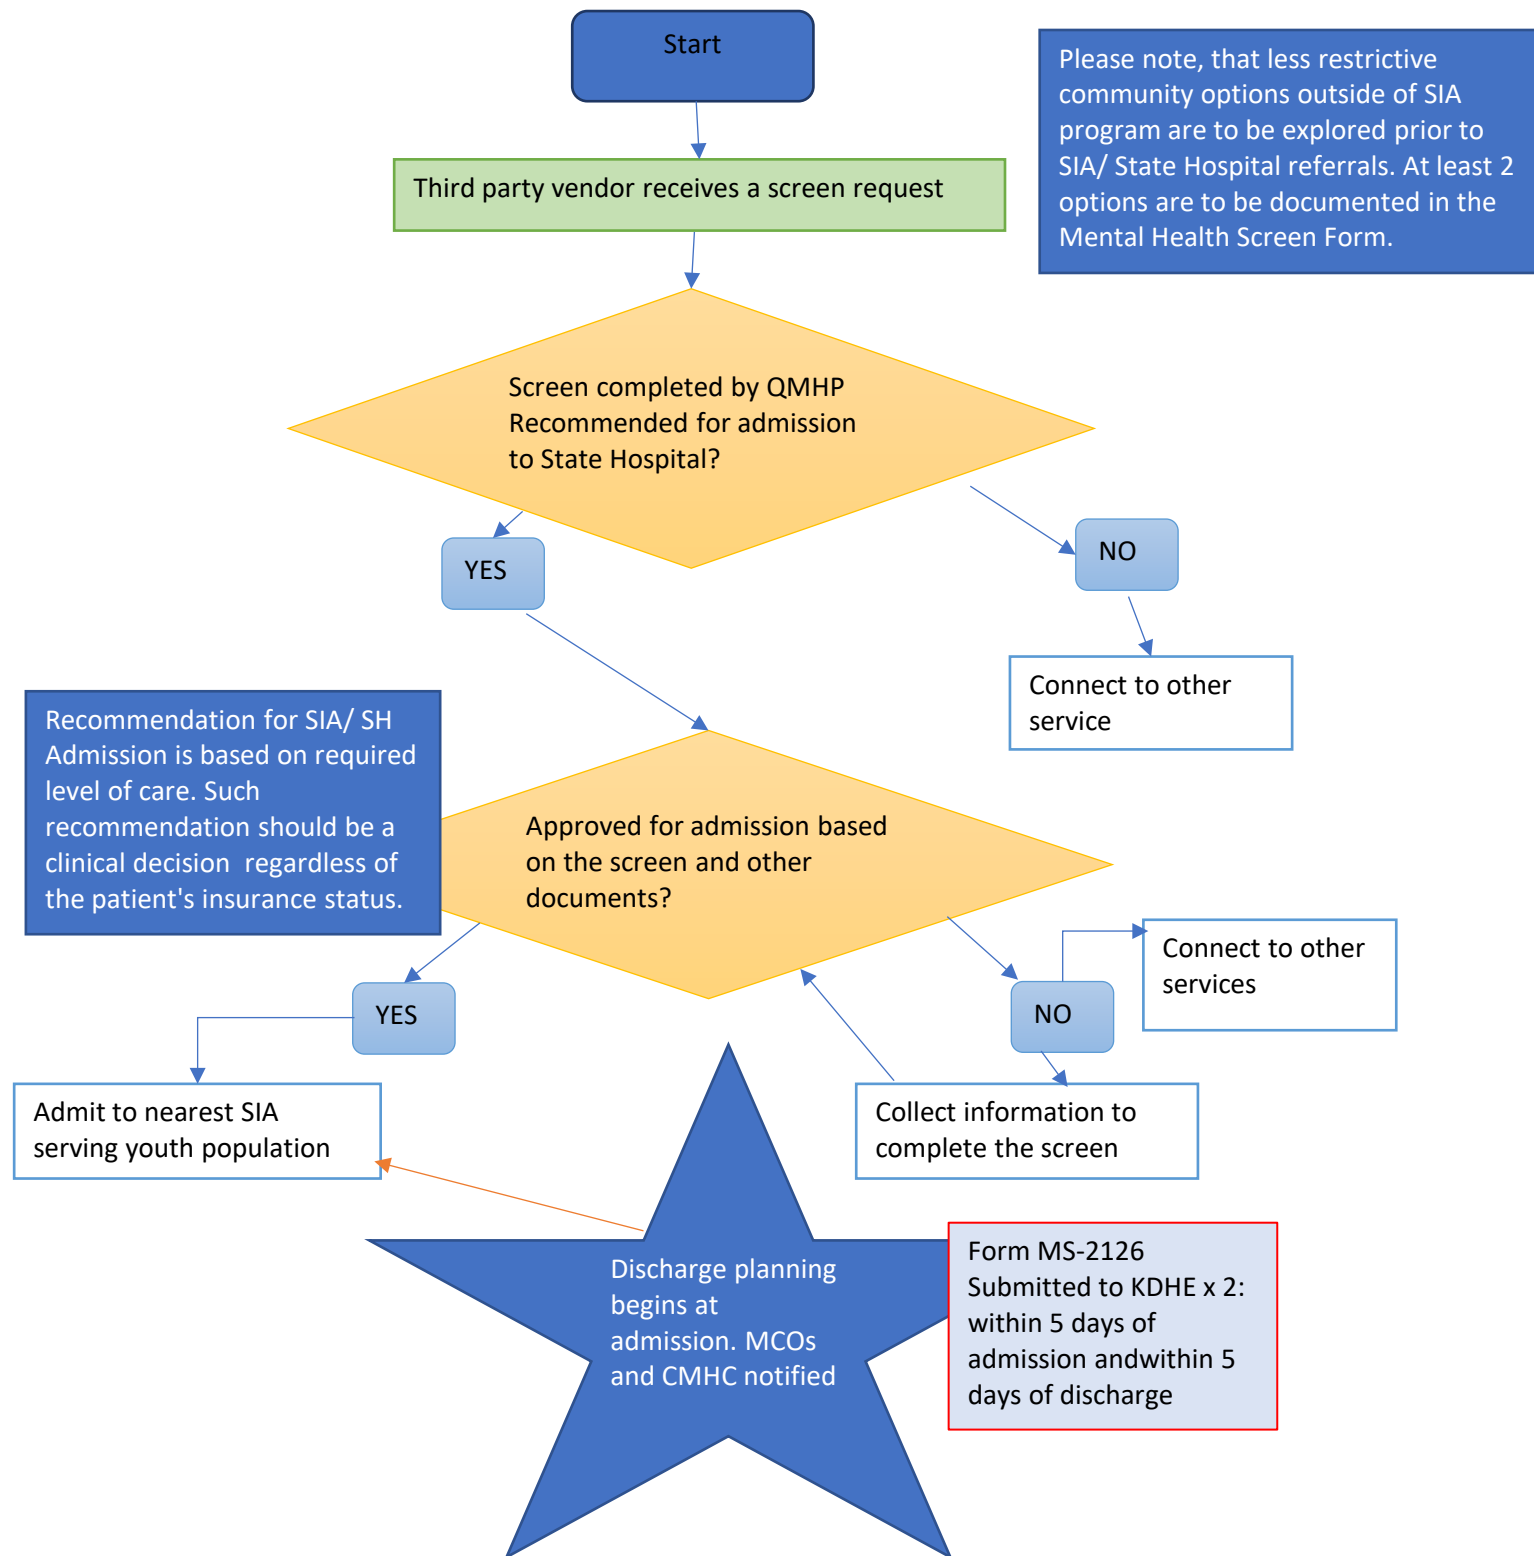 Start
Please note, that less restrictive
community options outside of SIA
program are to be explored prior to
SIA/ State Hospital referrals. At least 2
options are to be documented in the
Mental Health Screen Form.
Third party vendor receives a screen request
Screen completed by QMHP
Recommended for admission
to State Hospital?
YES
NO
Connect to other
service
Recommendation for SIA/ SH
Admission is based on required
level of care. Such
recommendation should be a
clinical decision  regardless of
the patient's insurance status.
Approved for admission based
on the screen and other
documents?
YES
NO
Connect to other
services
Admit to nearest SIA
serving youth population
Collect information to
complete the screen
Discharge planning
begins at
admission. MCOs
and CMHC notified
Form MS-2126
Submitted to KDHE x 2:
within 5 days of
admission andwithin 5
days of discharge